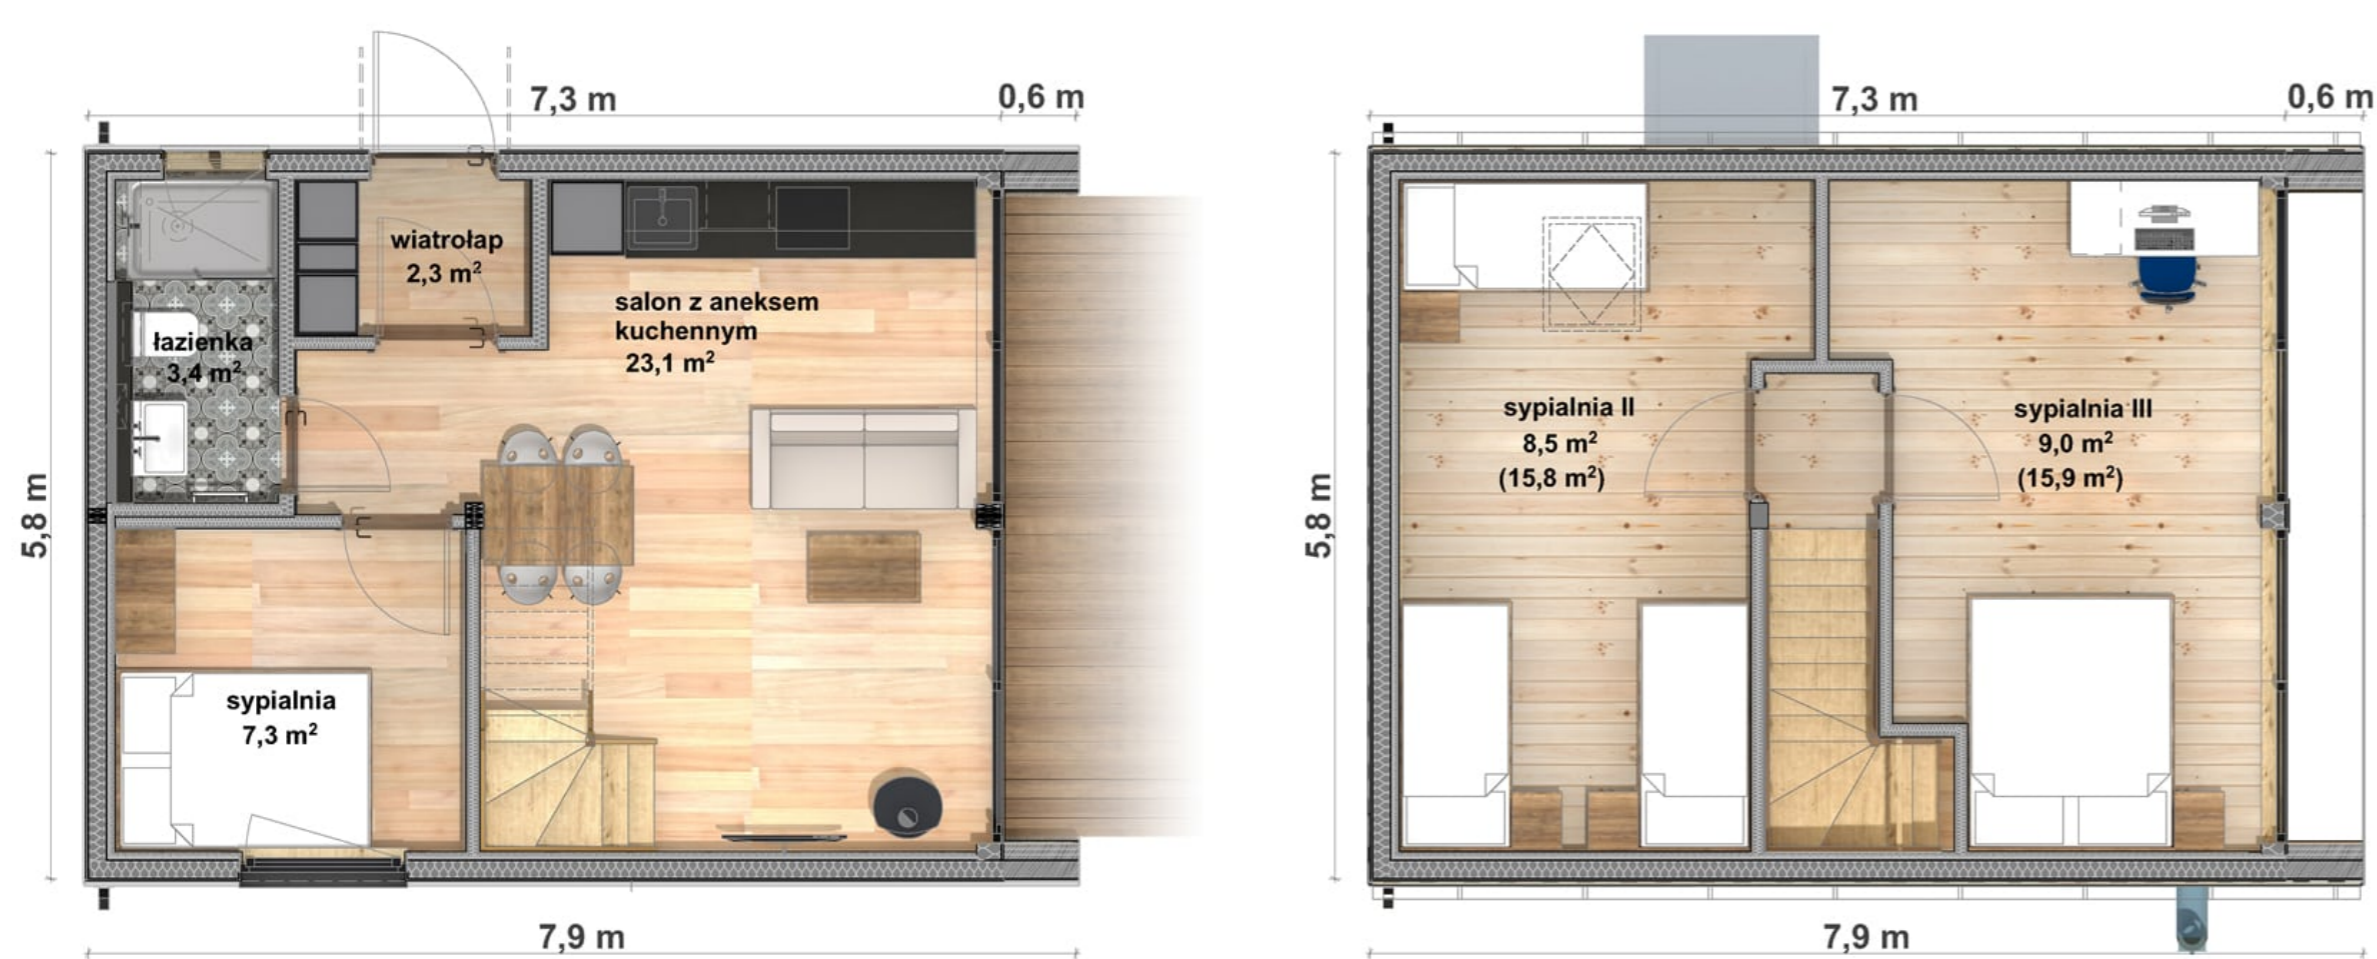 7,3 m
0,6 m
wiatrołap
2,3 m²
salon z aneksem
kuchennym
23,1 m²
łazienka
3,4 m²
5,8 m
sypialnia
7,3 m²
7,9 m
7,3 m
0,6 m
sypialnia II
8,5 m²
(15,8 m²)
sypialnia III
9,0 m²
(15,9 m²)
5,8 m
7,9 m